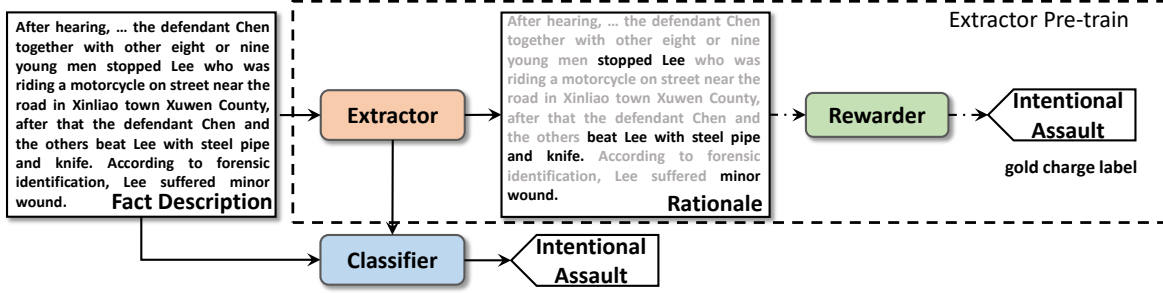 After hearing, ... the defendant Chen
together with other eight or nine
young men stopped Lee who was
riding a motorcycle on street near the
road in Xinliao town Xuwen County,
after that the defendant Chen and
the others beat Lee with steel pipe
and knife. According to forensic
identification, Lee suffered minor
wound.
Fact Description
Extractor
After hearing, ... the defendant Chen
together with other eight or nine
young men stopped Lee who was
riding a motorcycle on street near the
road in Xinliao town Xuwen County,
after that the defendant Chen and
the others beat Lee with steel pipe
and knife. According to forensic
identification, Lee suffered minor
wound.
Rationale
Extractor Pre-train
Rewarder
Intentional
Assault
gold charge label
Classifier
Intentional
Assault